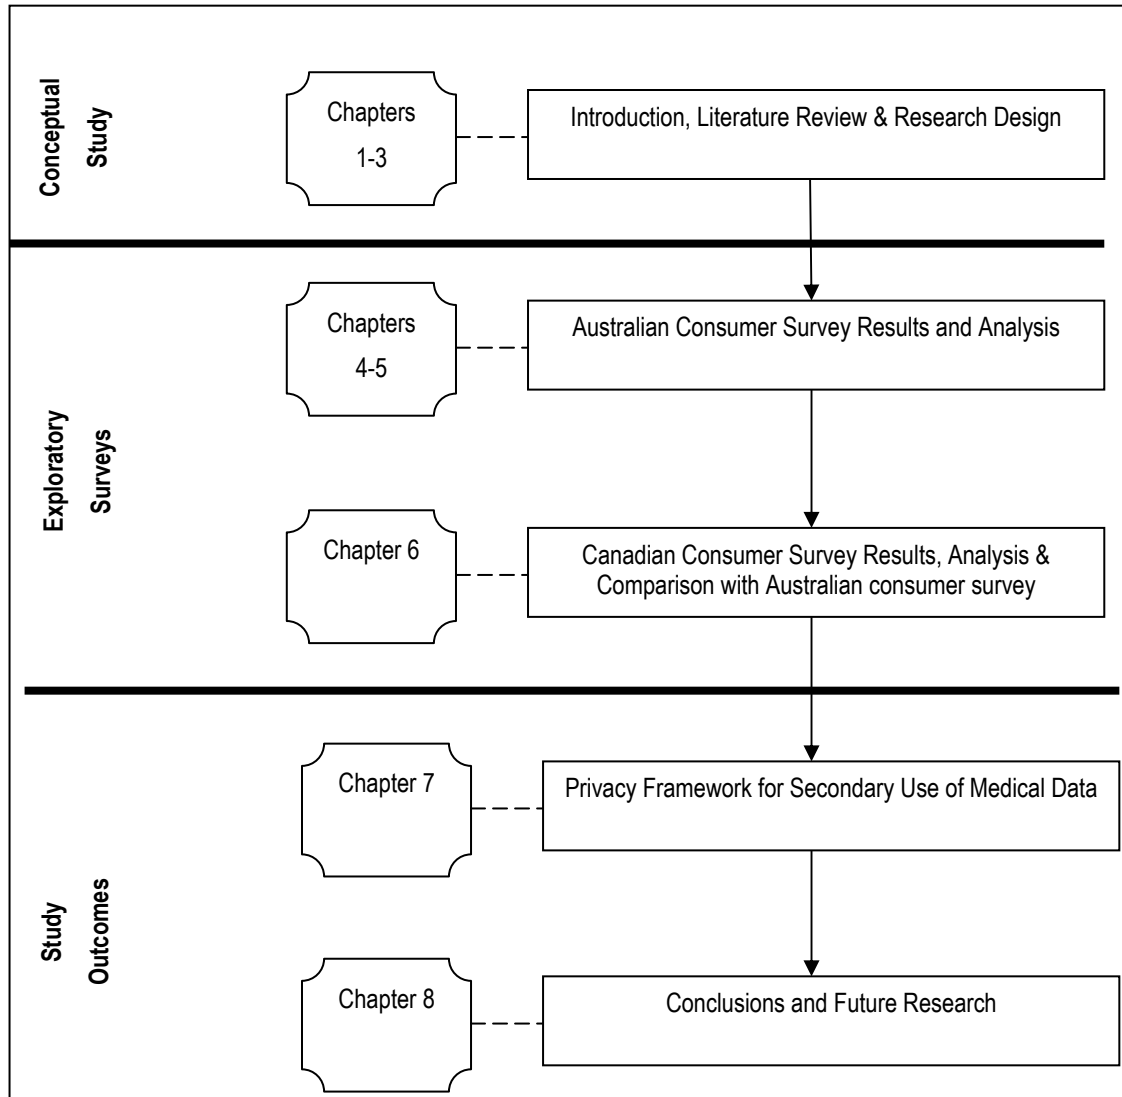 Conceptual
Study
Chapters
1-3
Introduction, Literature Review & Research Design
Exploratory
Surveys
Chapters
4-5
Australian Consumer Survey Results and Analysis
Chapter 6
Canadian Consumer Survey Results, Analysis &
Comparison with Australian consumer survey
Study
Outcomes
Chapter 7
Privacy Framework for Secondary Use of Medical Data
Chapter 8
Conclusions and Future Research